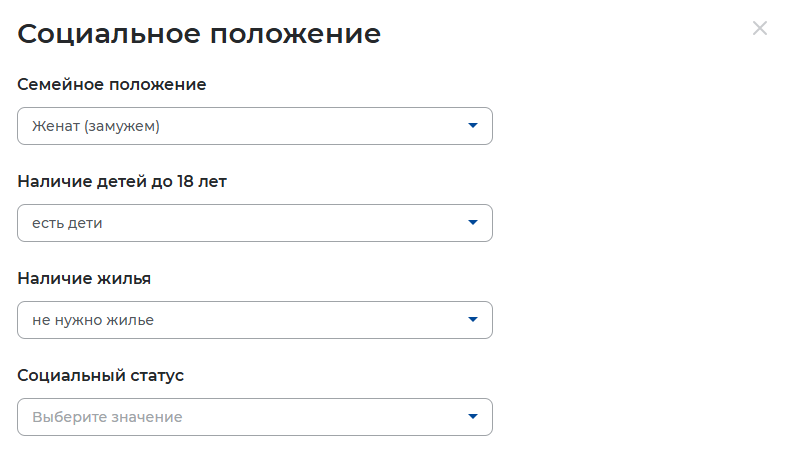 Социальное положение
Семейное положение
Женат (замужем)
Наличие детей до 18 лет
есть дети
Наличие жилья
не нужно жилье
Социальный статус
Выберите значение